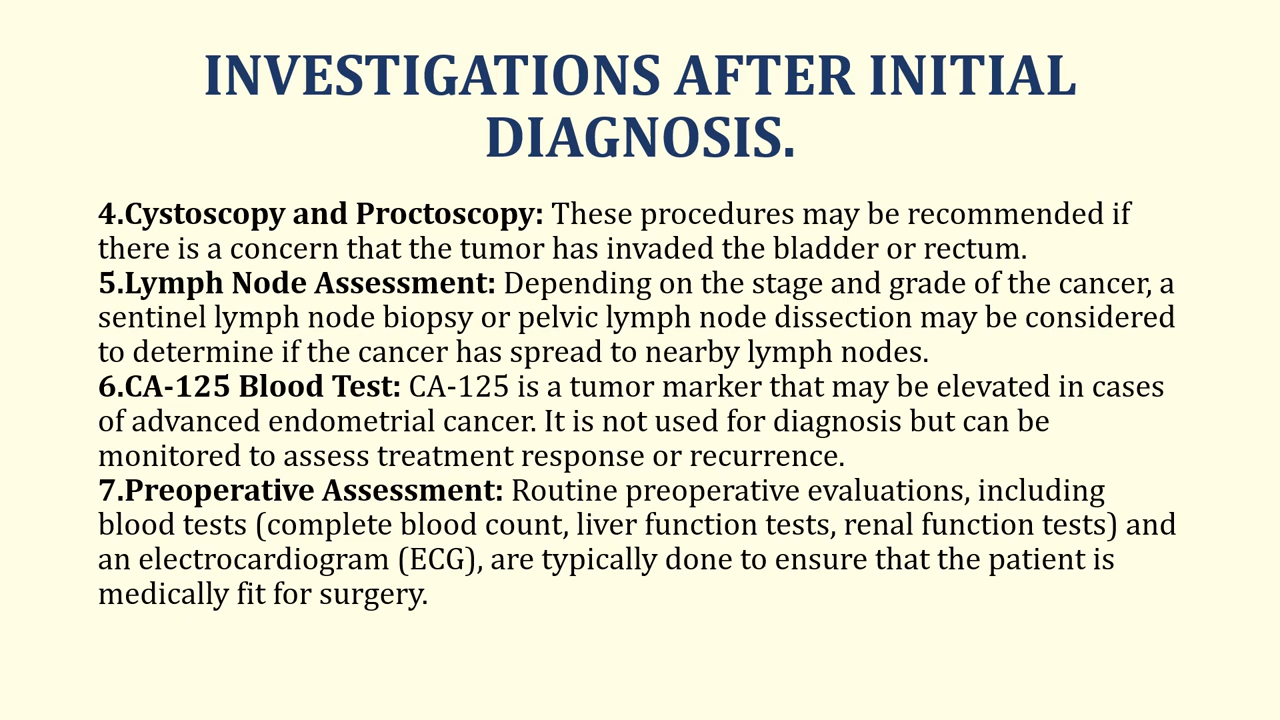 INVESTIGATIONS AFTER INITIAL
DIAGNOSIS.
4.Cystoscopy and Proctoscopy: These procedures may be recommended if
there is a concern that the tumor has invaded the bladder or rectum.
5.Lymph Node Assessment: Depending on the stage and grade of the cancer, a
sentinel lymph node biopsy or pelvic lymph node dissection may be considered
to determine if the cancer has spread to nearby lymph nodes.
6.CA-125 Blood Test: CA-125 is a tumor marker that may be elevated in cases
of advanced endometrial cancer. It is not used for diagnosis but can be
monitored to assess treatment response or recurrence.
7.Preoperative Assessment: Routine preoperative evaluations, including
blood tests (complete blood count, liver function tests, renal function tests) and
an electrocardiogram (ECG), are typically done to ensure that the patient is
medically fit for surgery.